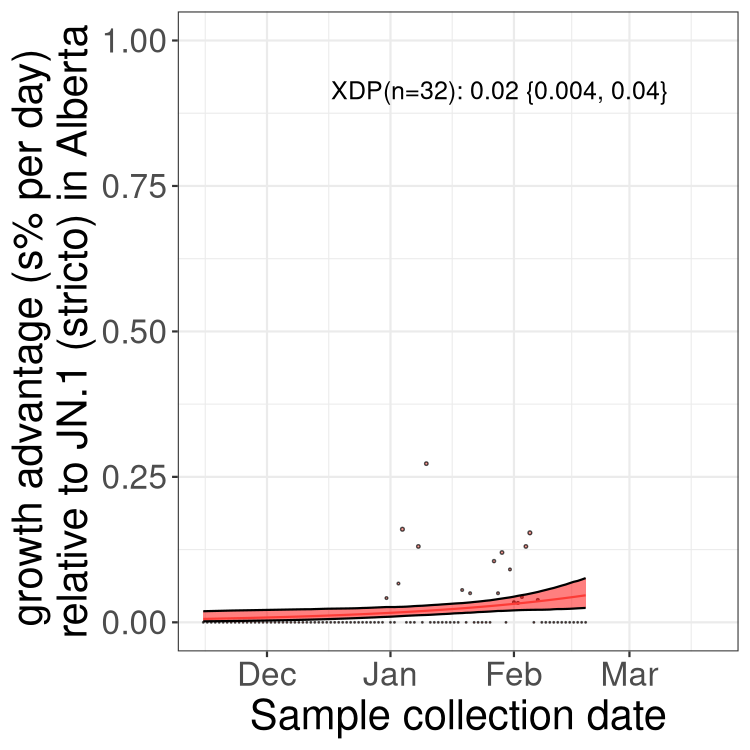 growth advantage (s% per day)
relative to JN.1 (stricto) in Alberta
1.00
0.75
0.50
0.25
0.00
XDP(n=32): 0.02 {0.004, 0.04}
Dec
Jan
Feb
Mar
Sample collection date